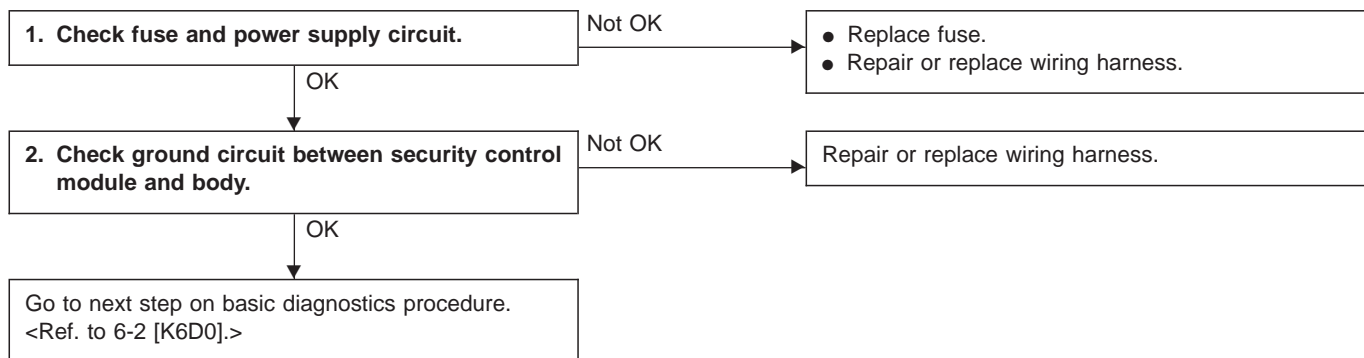 1. Check fuse and power supply circuit.
Not OK
● Replace fuse.
● Repair or replace wiring harness.
OK
2. Check ground circuit between security control
module and body.
Not OK
Repair or replace wiring harness.
OK
Go to next step on basic diagnostics procedure.
<Ref. to 6-2 [K6D0].>